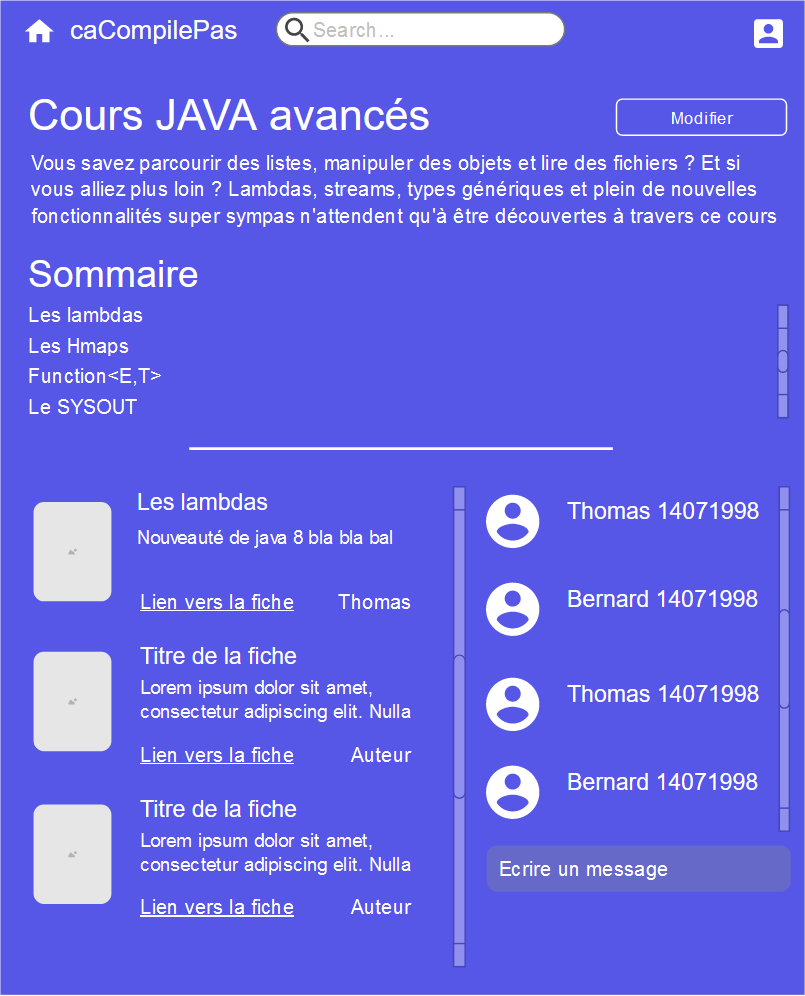 caCompilePas
Search...
Cours JAVA avancés
Modifier
Vous savez parcourir des listes, manipuler des objets et lire des fichiers ? Et si
vous alliez plus loin ? Lambdas, streams, types génériques et plein de nouvelles
fonctionnalités super sympas n'attendent qu'à être découvertes à travers ce cours
Sommaire
Les lambdas
Les Hmaps
Function<E,T>
Le SYSOUT
Les lambdas
Nouveauté de java 8 bla bla bal
Lien vers la fiche Thomas
Titre de la fiche
Lorem ipsum dolor sit amet,
consectetur adipiscing elit. Nulla
Lien vers la fiche Auteur
Titre de la fiche
Lorem ipsum dolor sit amet,
consectetur adipiscing elit. Nulla
Lien vers la fiche Auteur
Thomas 14071998
Bernard 14071998
Thomas 14071998
Bernard 14071998
Ecrire un message